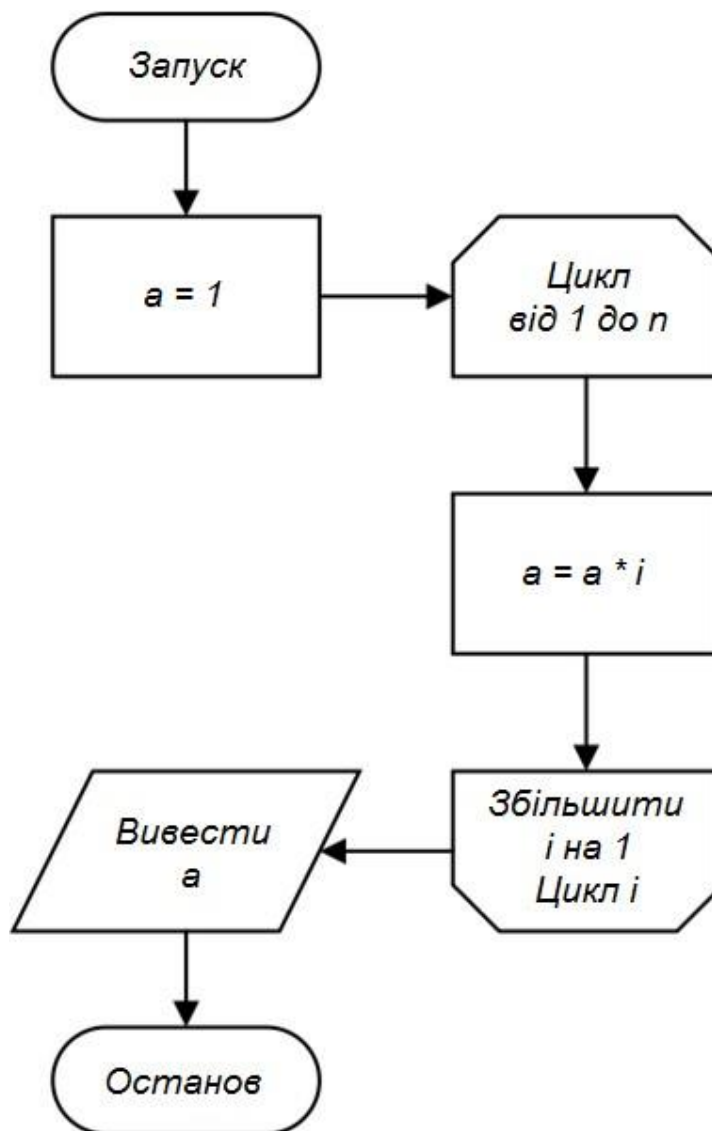 Запуск
a = 1
Цикл
від 1 до n
a = a * i
Збільшити
і на 1
Цикл і
Вивести
a
Останов